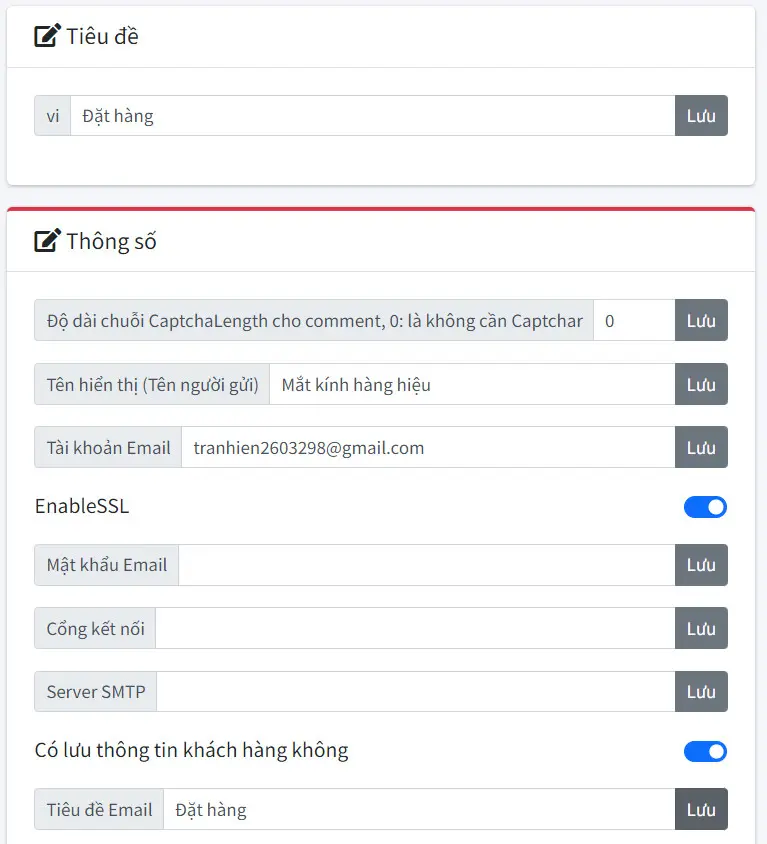 Tiêu đề
vi Đặt hàng Lưu
Thông số
Độ dài chuỗi CaptchaLength cho comment, 0: là không cần Captchar 0 Lưu
Tên hiển thị (Tên người gửi) Mắt kính hàng hiệu Lưu
Tài khoản Email tranhien2603298@gmail.com Lưu
EnableSSL
Mật khẩu Email Lưu
Cổng kết nối Lưu
Server SMTP Lưu
Có lưu thông tin khách hàng không
Tiêu đề Email Đặt hàng Lưu